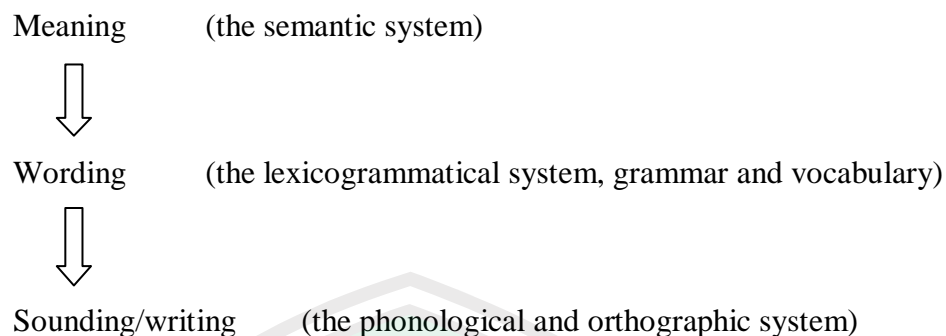 Meaning (the semantic system)
Wording (the lexicogrammatical system, grammar and vocabulary)
Sounding/writing (the phonological and orthographic system)